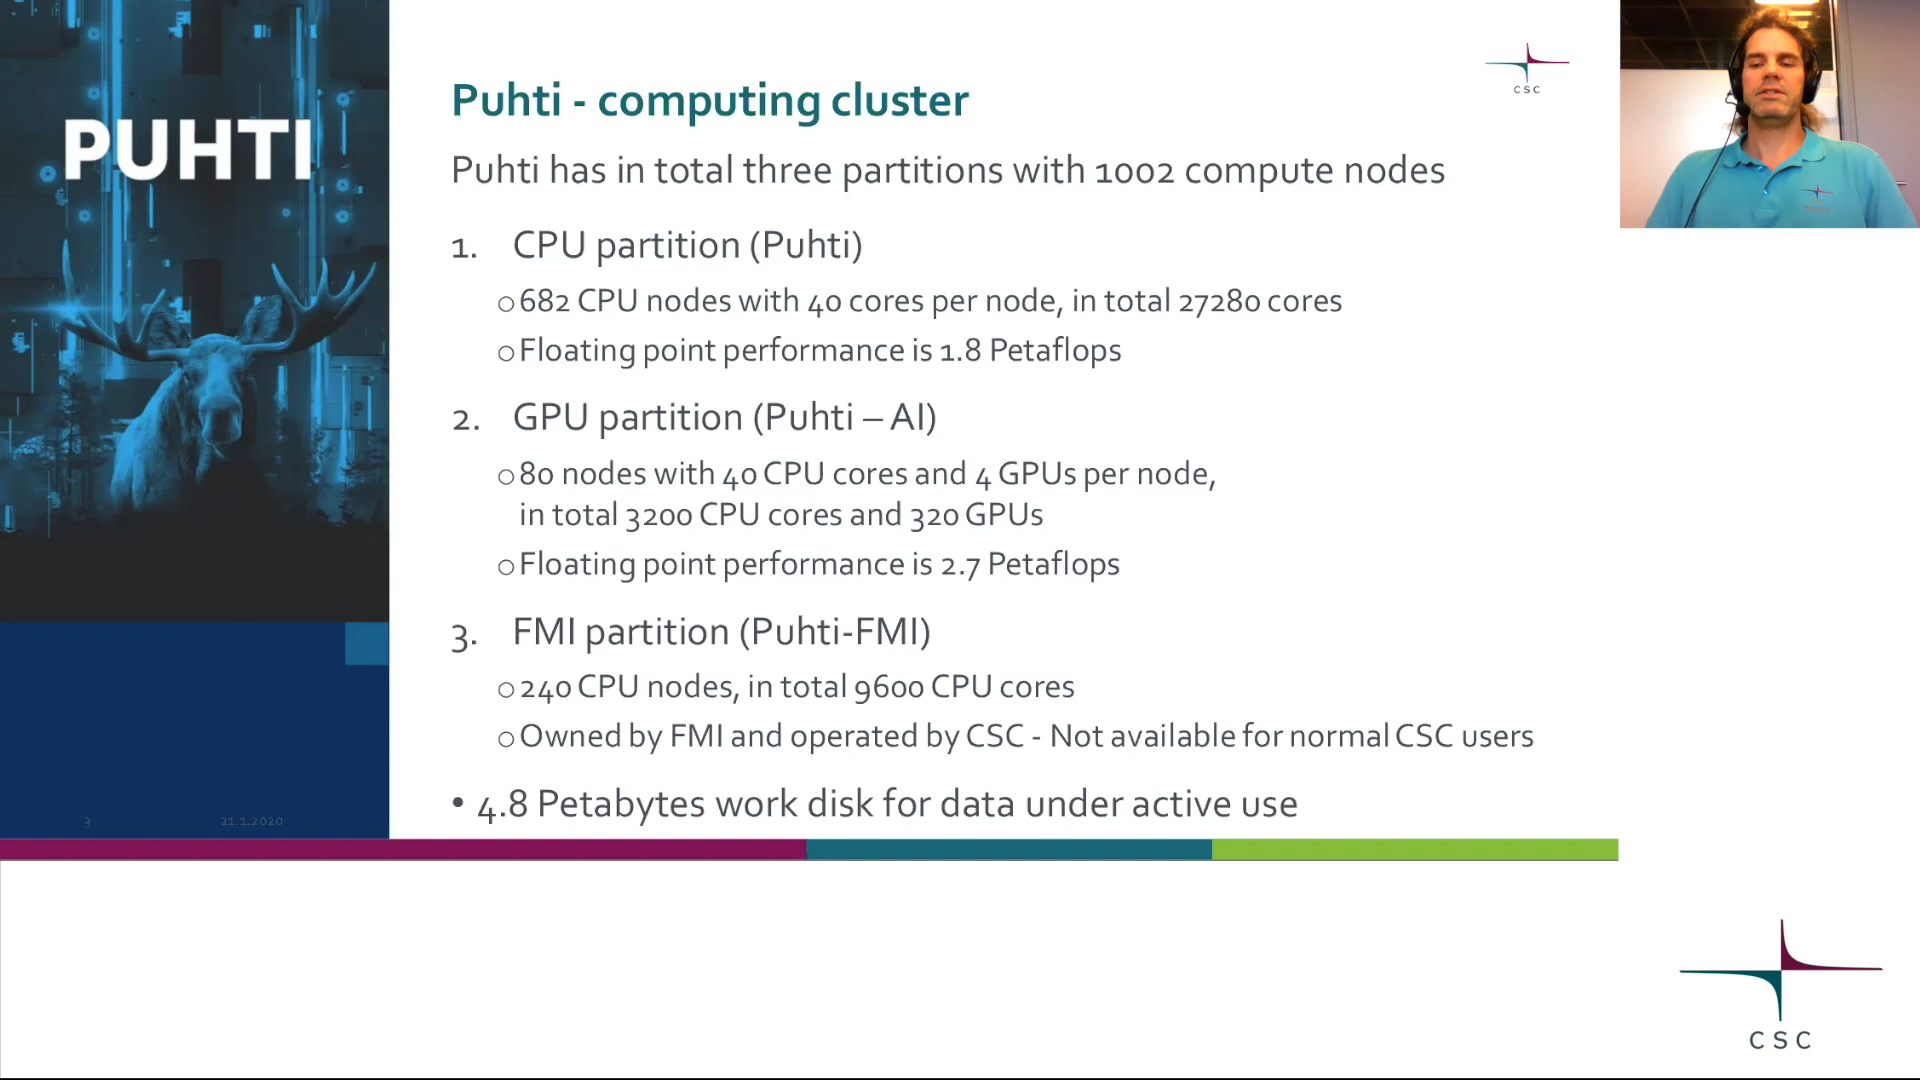 PUHTI
Puhti - computing cluster
CSC
Puhti has in total three partitions with 1002 compute nodes
1. CPU partition (Puhti)
o 682 CPU nodes with 40 cores per node, in total 27280 cores
o Floating point performance is 1.8 Petaflops
2. GPU partition (Puhti – AI)
o 80 nodes with 40 CPU cores and 4 GPUs per node,
in total 3200 CPU cores and 320 GPUs
o Floating point performance is 2.7 Petaflops
3. FMI partition (Puhti-FMI)
o 240 CPU nodes, in total 9600 CPU cores
o Owned by FMI and operated by CSC - Not available for normal CSC users
• 4.8 Petabytes work disk for data under active use
3 21.1.2020
CSC